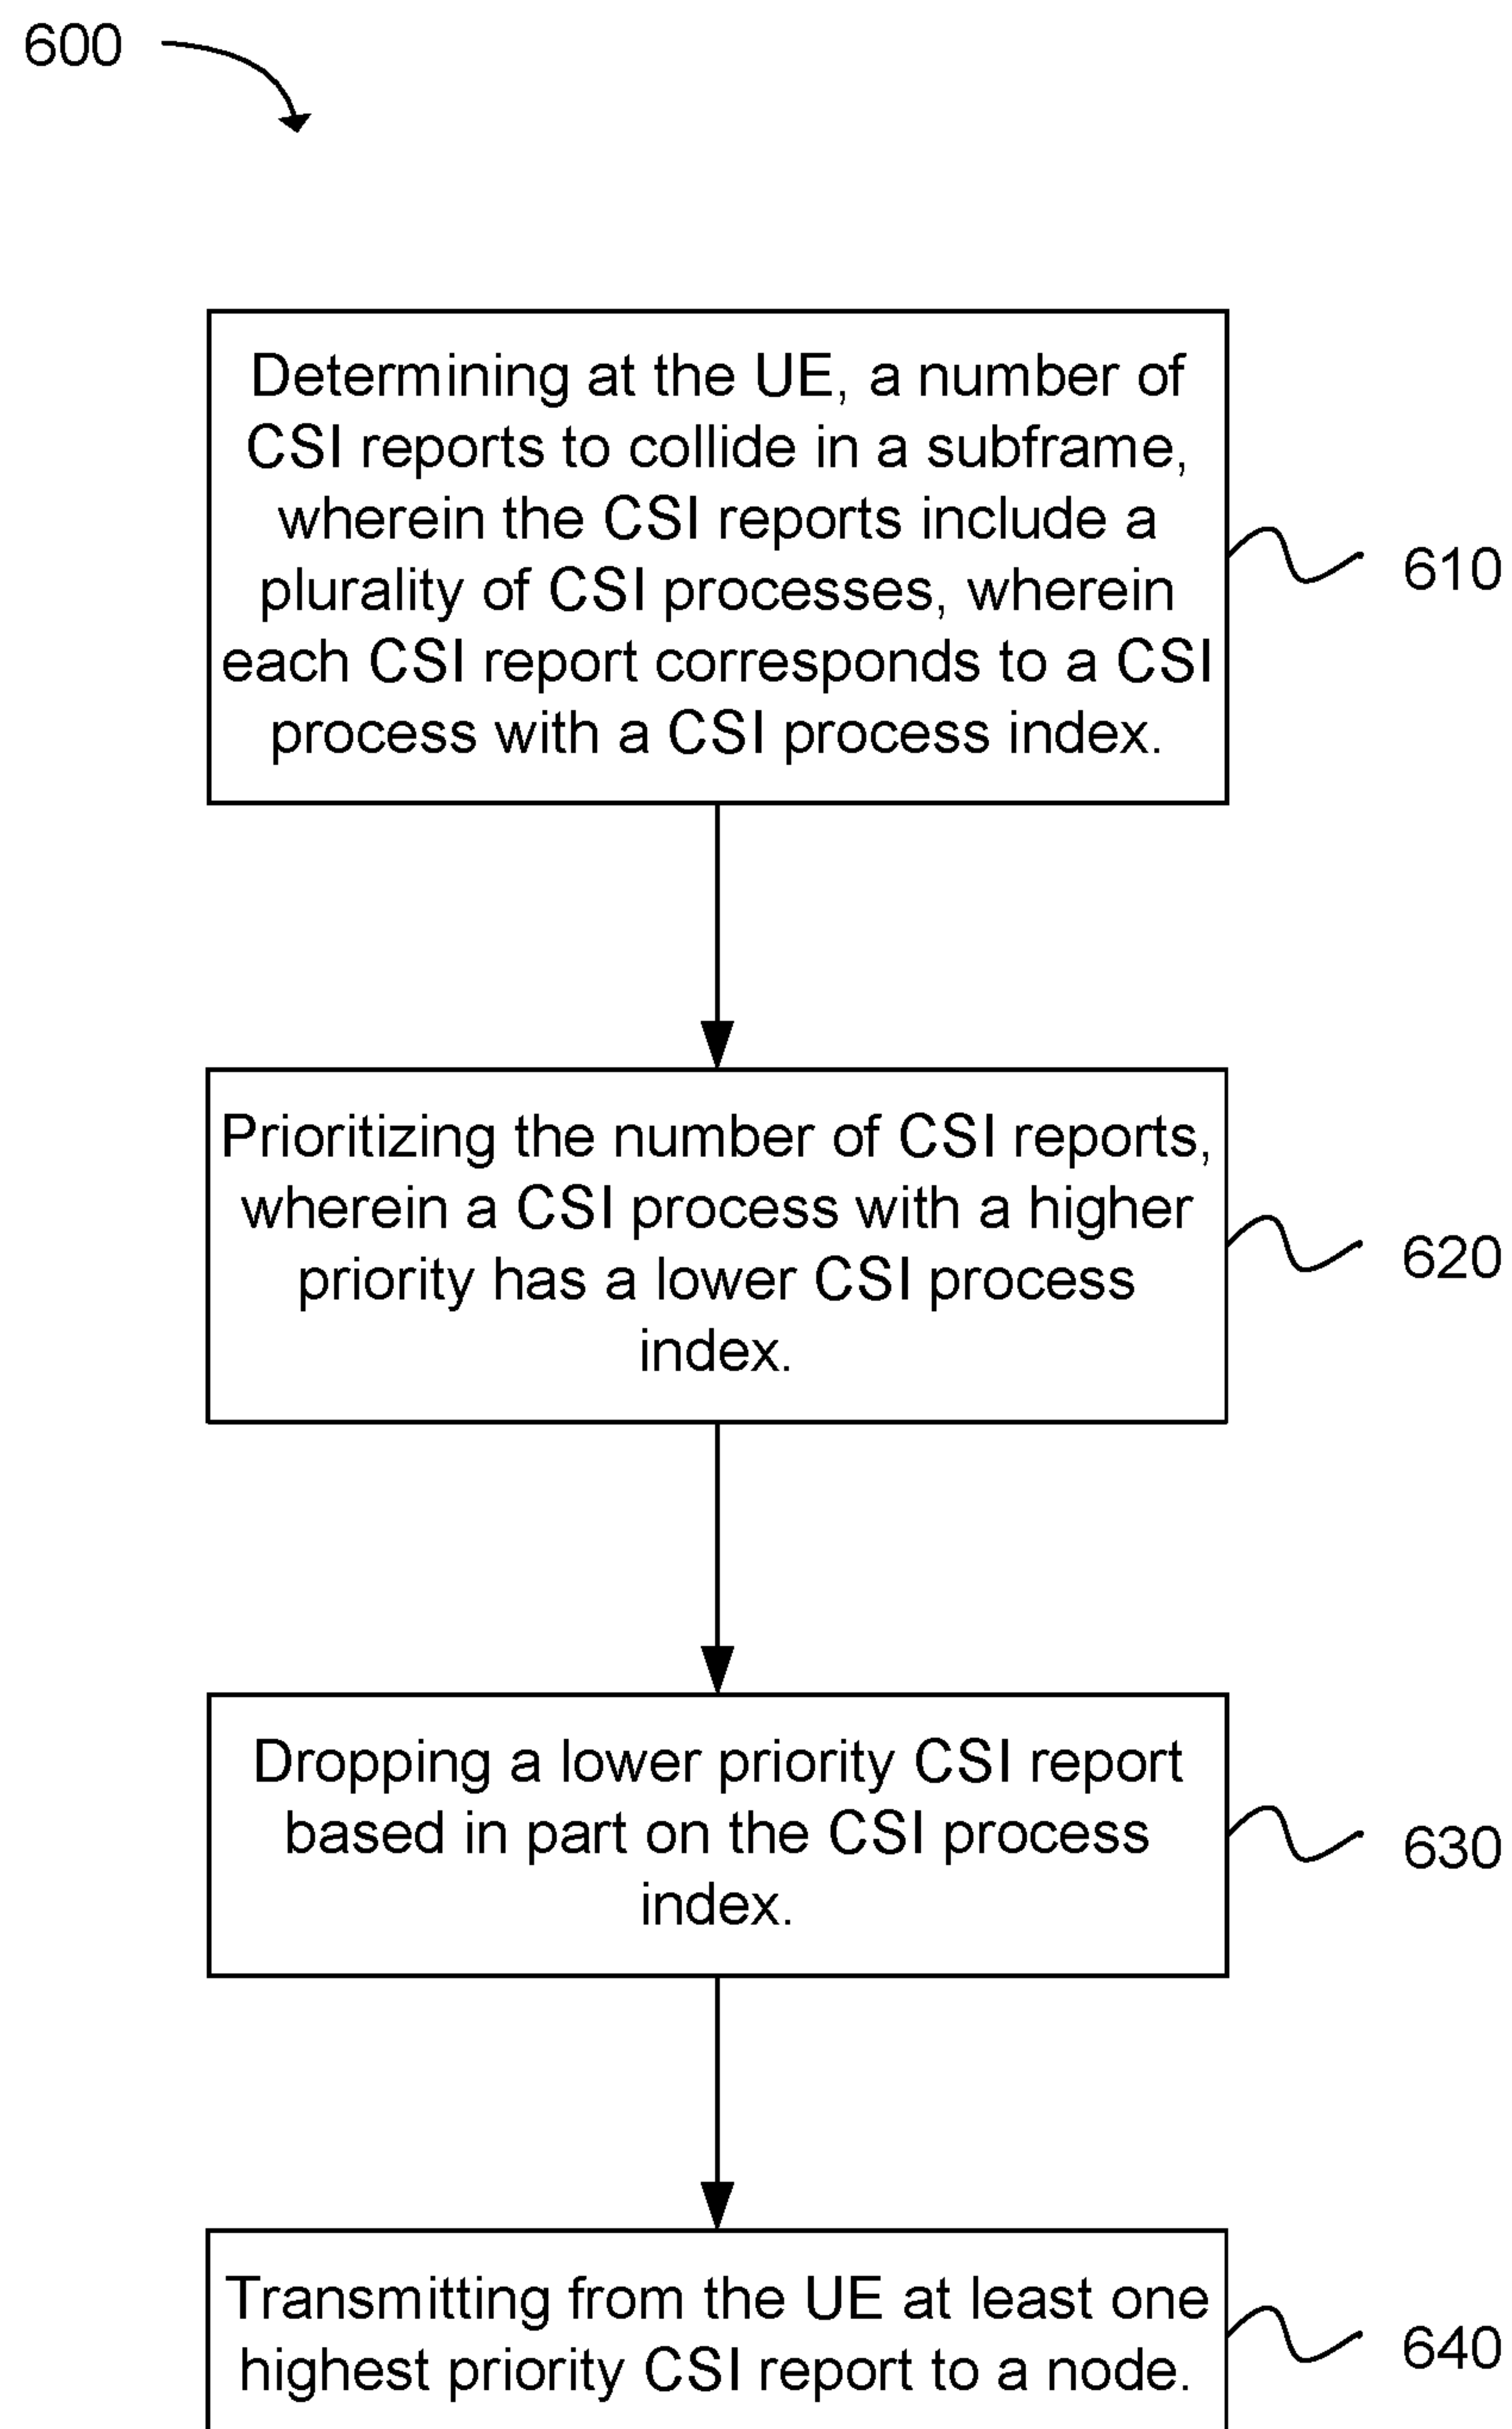 600
Determining at the UE, a number of
CSI reports to collide in a subframe,
wherein the CSI reports include a
plurality of CSI processes, wherein
each CSI report corresponds to a CSI
process with a CSI process index.
610
Prioritizing the number of CSI reports,
wherein a CSI process with a higher
priority has a lower CSI process
index.
620
Dropping a lower priority CSI report
based in part on the CSI process
index.
630
Transmitting from the UE at least one
highest priority CSI report to a node.
640